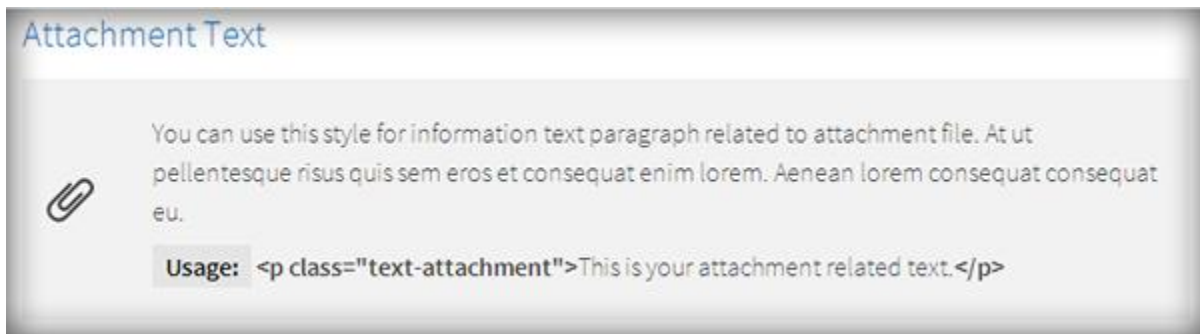 Attachment Text
You can use this style for information text paragraph related to attachment file. At ut
pellentesque risus quis sem eros et consequat enim lorem. Aenean lorem consequat consequat
eu.
Usage: <p class="text-attachment">This is your attachment related text.</p>